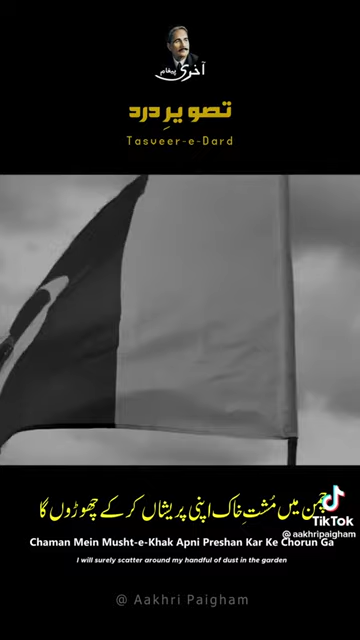 آخری پیغام
تصویرِ درد
Tasveer-e-Dard
چمن میں مُشتِ خاک اپنی پریشاں کر کے چھوڑوں گا
TikTok
@ aakhripaigham
Chaman Mein Musht-e-Khak Apni Preshan Kar Ke Chorun Ga
I will surely scatter around my handful of dust in the garden
@ Aakhri Paigham